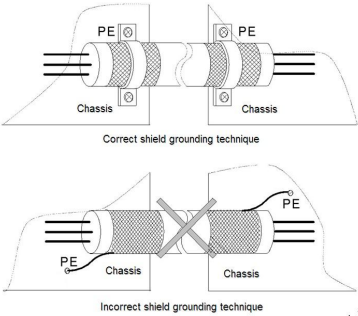 PE
PE
Chassis
Chassis
Correct shield grounding technique
PE
PE
Chassis
Chassis
Incorrect shield grounding technique